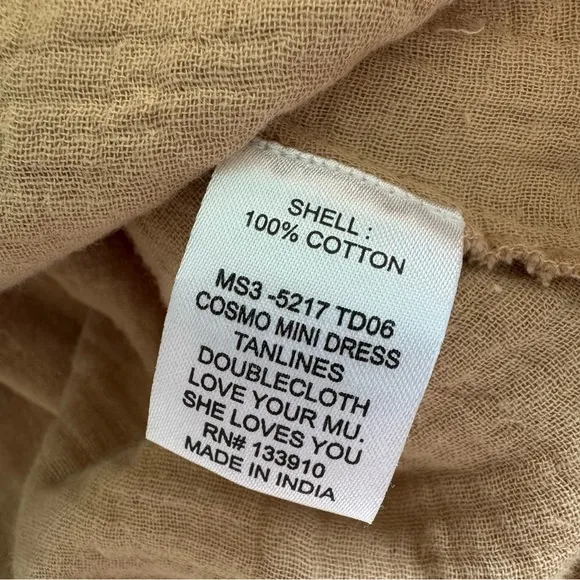 SHELL :
100% COTTON
MS3 -5217 TD06
COSMO MINI DRESS
TANLINES
DOUBLECLOTH
LOVE YOUR MU.
SHE LOVES YOU
RN# 133910
MADE IN INDIA